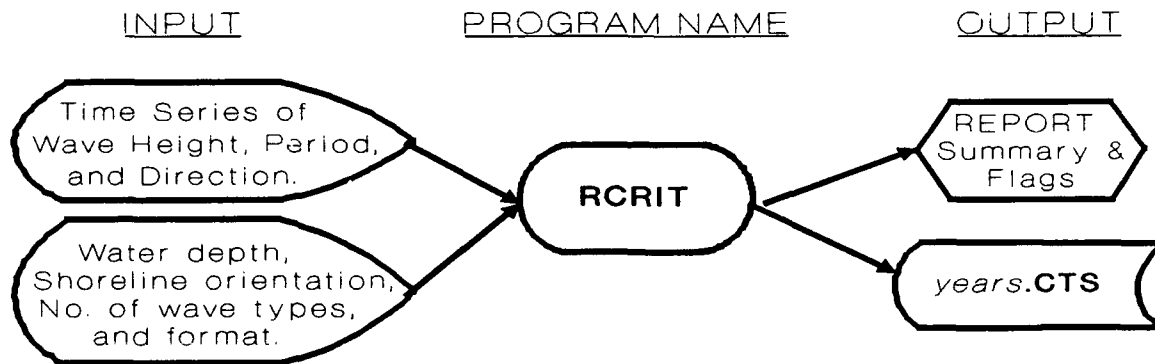 INPUT
PROGRAM NAME
OUTPUT
Time Series of
Wave Height, Period,
and Direction.
Water depth,
Shoreline orientation,
No. of wave types,
and format.
RCRIT
REPORT
Summary &
Flags
years.CTS